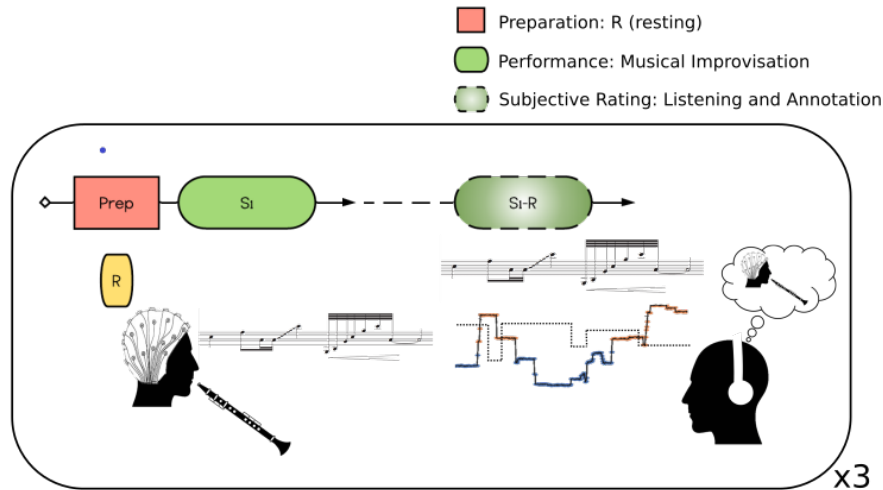 Preparation: R (resting)
Performance: Musical Improvisation
Subjective Rating: Listening and Annotation
Prep
S1
S1-R
R
x3